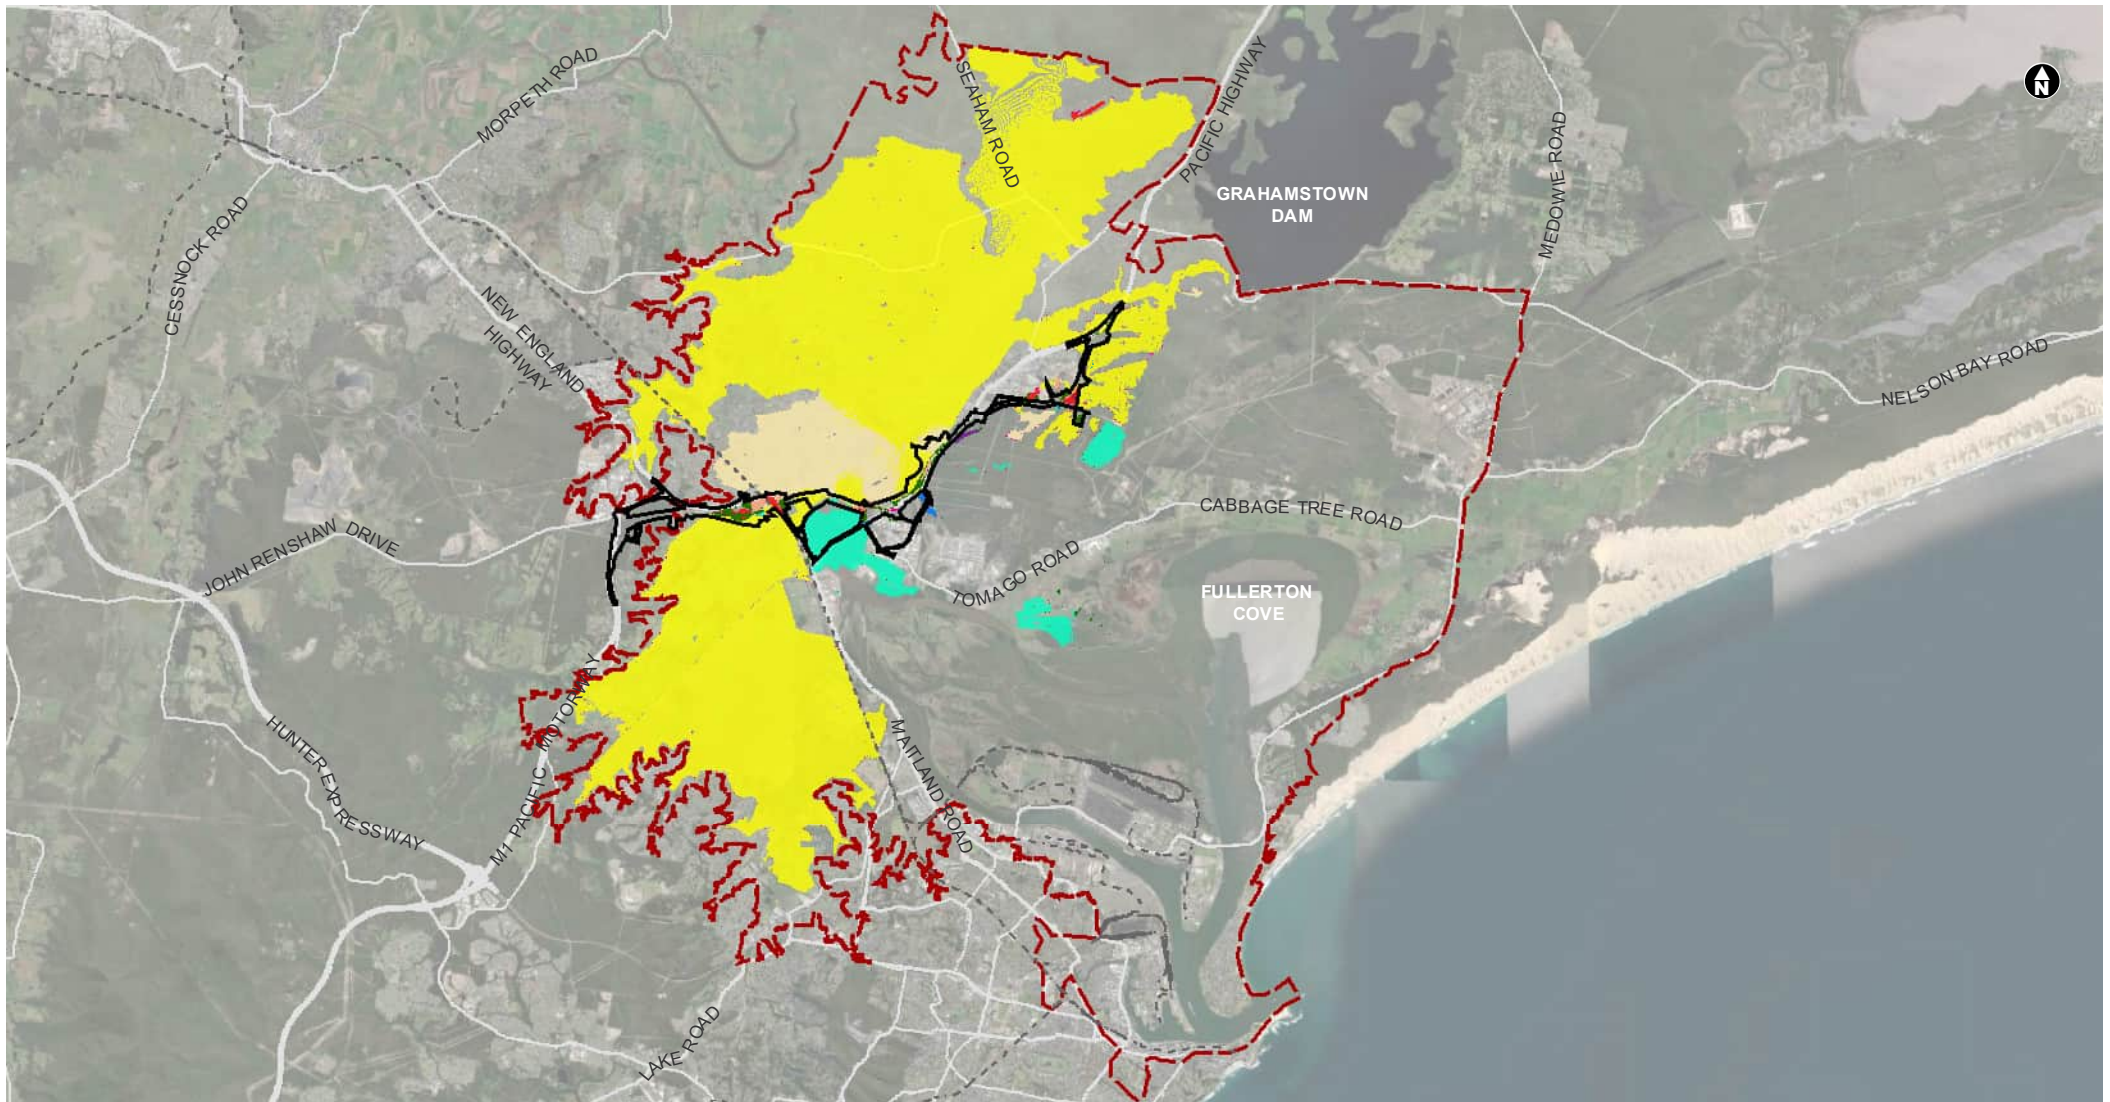 MORPETH ROAD
SEAHAM ROAD
PACIFIC HIGHWAY
N
GRAHAMSTOWN
DAM
MEDOWIE ROAD
CESSNOCK ROAD
NEW ENGLAND
HIGHWAY
NELSON BAY ROAD
CABBAGE TREE ROAD
JOHN RENSHAW DRIVE
TOMAGO ROAD
FULLERTON
COVE
HUNTER EXPRESSWAY
M1 PACIFIC MOTORWAY
MAITLAND ROAD
LAKE ROAD